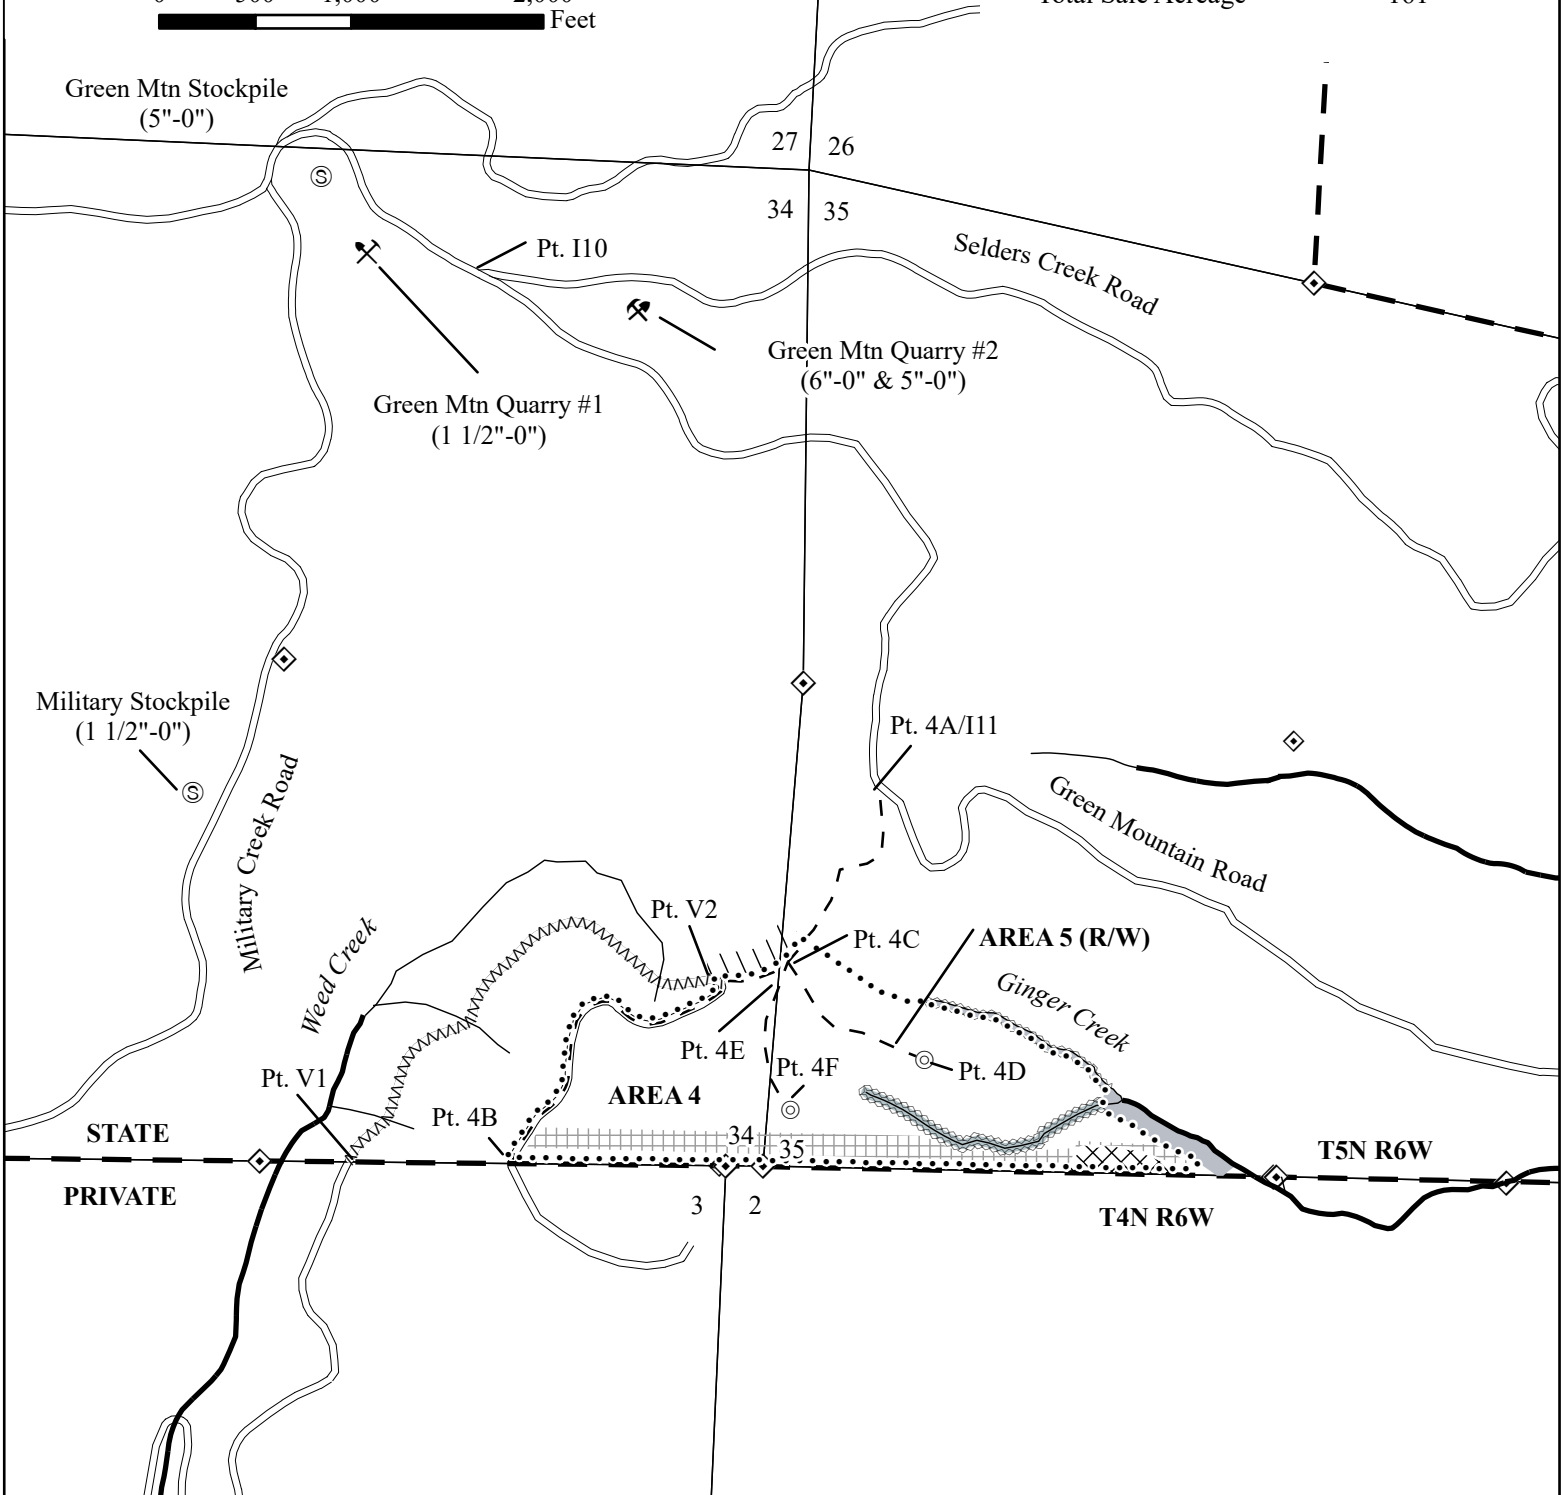 Feet
Green Mtn Stockpile
(5"-0")
27 26
34 35
Ⓢ
Pt. I10
Selders Creek Road
Green Mtn Quarry #2
(6"-0" & 5"-0")
Green Mtn Quarry #1
(1 1/2"-0")
Military Stockpile
(1 1/2"-0")
Ⓢ
Military Creek Road
Pt. 4A/I11
Green Mountain Road
Weed Creek
Pt. V2
Pt. 4C
AREA 5 (R/W)
Ginger Creek
Pt. 4E
Pt. 4F
Pt. 4D
Pt. V1
AREA 4
Pt. 4B
STATE
34 35
T5N R6W
PRIVATE
3 2
T4N R6W